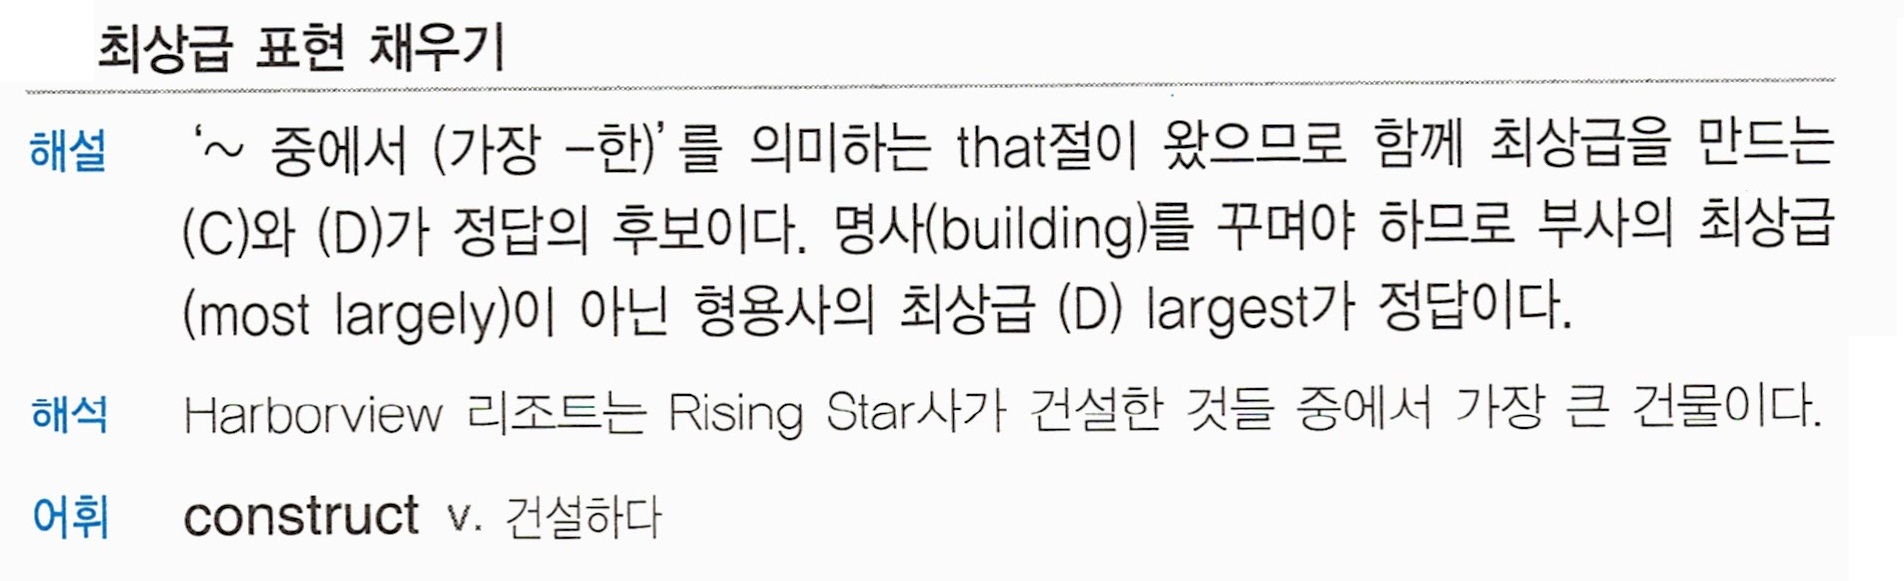 최상급 표현 채우기
해설 '~ 중에서 (가장 -한)'를 의미하는 that절이 왔으므로 함께 최상급을 만드는
(C)와 (D)가 정답의 후보이다. 명사(building)를 꾸며야 하므로 부사의 최상급
(most largely)이 아닌 형용사의 최상급 (D) largest가 정답이다.
해석 Harborview 리조트는 Rising Star사가 건설한 것들 중에서 가장 큰 건물이다.
어휘 construct v. 건설하다